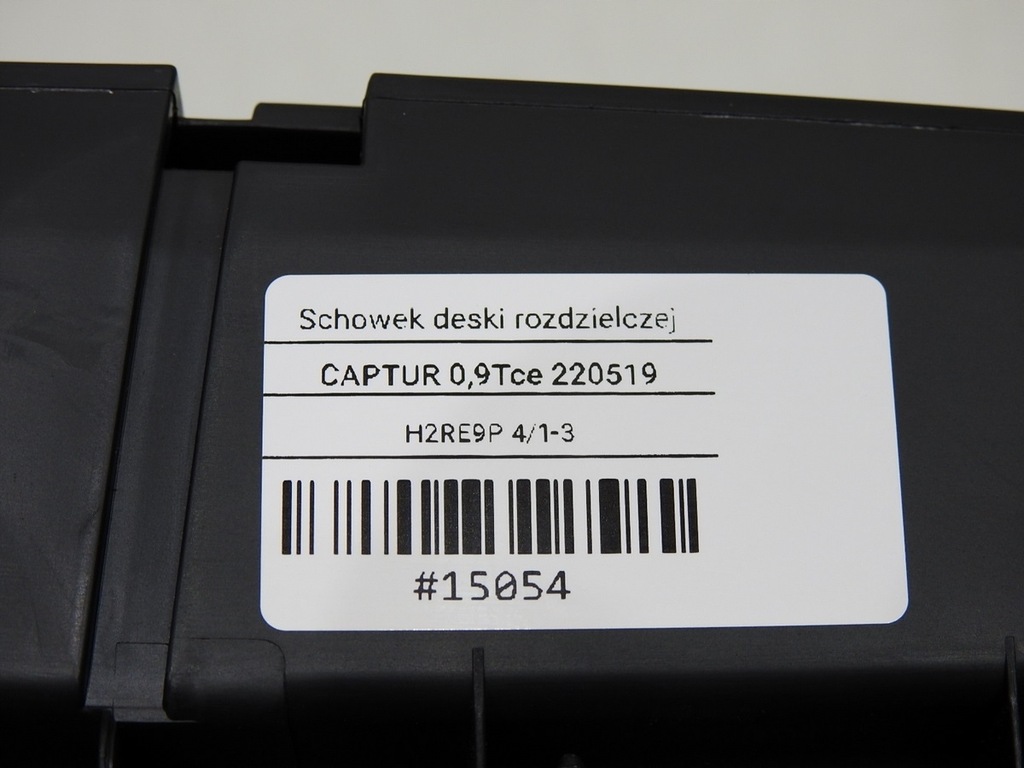 Schowek deski rozdzielczej
CAPTUR 0,9Tce 220519
H2RE9P 4/1-3
#15054